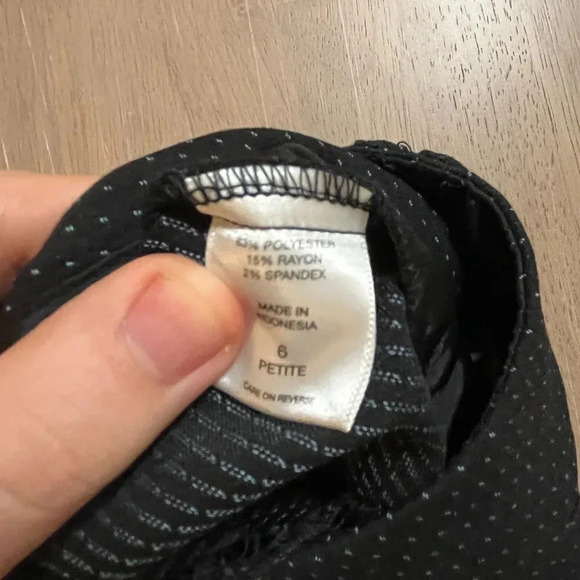 83% POLYESTER
15% RAYON
2% SPANDEX
MADE IN
INDONESIA
6
PETITE
CARE ON REVERSE